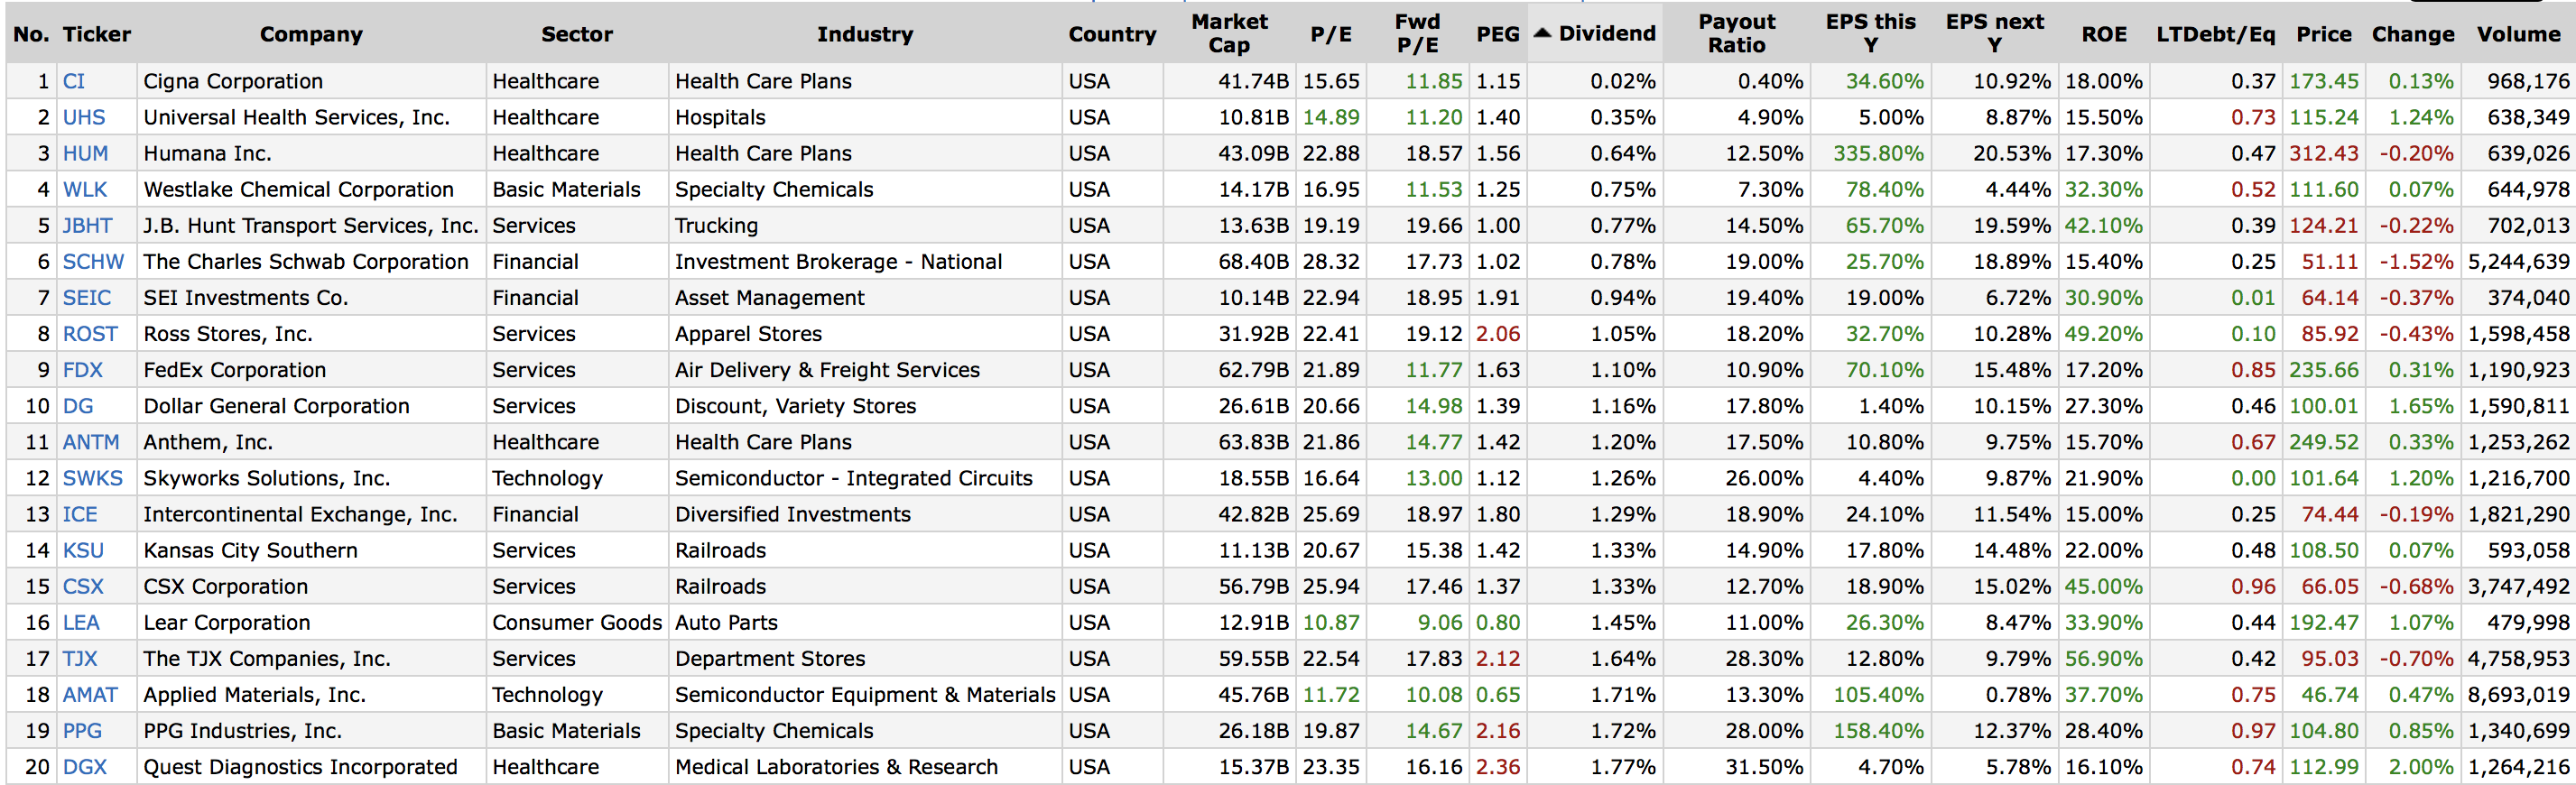 No. Ticker Company Sector Industry Country Market Cap P/E Fwd P/E PEG ▲ Dividend Payout Ratio EPS this Y EPS next Y ROE LTDebt/Eq Price Change Volume
1 CI Cigna Corporation Healthcare Health Care Plans USA 41.74B 15.65 11.85 1.15 0.02% 0.40% 34.60% 10.92% 18.00% 0.37 173.45 0.13% 968,176
2 UHS Universal Health Services, Inc. Healthcare Hospitals USA 10.81B 14.89 11.20 1.40 0.35% 4.90% 5.00% 8.87% 15.50% 0.73 115.24 1.24% 638,349
3 HUM Humana Inc. Healthcare Health Care Plans USA 43.09B 22.88 18.57 1.56 0.64% 12.50% 335.80% 20.53% 17.30% 0.47 312.43 -0.20% 639,026
4 WLK Westlake Chemical Corporation Basic Materials Specialty Chemicals USA 14.17B 16.95 11.53 1.25 0.75% 7.30% 78.40% 4.44% 32.30% 0.52 111.60 0.07% 644,978
5 JBHT J.B. Hunt Transport Services, Inc. Services Trucking USA 13.63B 19.19 19.66 1.00 0.77% 14.50% 65.70% 19.59% 42.10% 0.39 124.21 -0.22% 702,013
6 SCHW The Charles Schwab Corporation Financial Investment Brokerage - National USA 68.40B 28.32 17.73 1.02 0.78% 19.00% 25.70% 18.89% 15.40% 0.25 51.11 -1.52% 5,244,639
7 SEIC SEI Investments Co. Financial Asset Management USA 10.14B 22.94 18.95 1.91 0.94% 19.40% 19.00% 6.72% 30.90% 0.01 64.14 -0.37% 374,040
8 ROST Ross Stores, Inc. Services Apparel Stores USA 31.92B 22.41 19.12 2.06 1.05% 18.20% 32.70% 10.28% 49.20% 0.10 85.92 -0.43% 1,598,458
9 FDX FedEx Corporation Services Air Delivery & Freight Services USA 62.79B 21.89 11.77 1.63 1.10% 10.90% 70.10% 15.48% 17.20% 0.85 235.66 0.31% 1,190,923
10 DG Dollar General Corporation Services Discount, Variety Stores USA 26.61B 20.66 14.98 1.39 1.16% 17.80% 1.40% 10.15% 27.30% 0.46 100.01 1.65% 1,590,811
11 ANTM Anthem, Inc. Healthcare Health Care Plans USA 63.83B 21.86 14.77 1.42 1.20% 17.50% 10.80% 9.75% 15.70% 0.67 249.52 0.33% 1,253,262
12 SWKS Skyworks Solutions, Inc. Technology Semiconductor - Integrated Circuits USA 18.55B 16.64 13.00 1.12 1.26% 26.00% 4.40% 9.87% 21.90% 0.00 101.64 1.20% 1,216,700
13 ICE Intercontinental Exchange, Inc. Financial Diversified Investments USA 42.82B 25.69 18.97 1.80 1.29% 18.90% 24.10% 11.54% 15.00% 0.25 74.44 -0.19% 1,821,290
14 KSU Kansas City Southern Services Railroads USA 11.13B 20.67 15.38 1.42 1.33% 14.90% 17.80% 14.48% 22.00% 0.48 108.50 0.07% 593,058
15 CSX CSX Corporation Services Railroads USA 56.79B 25.94 17.46 1.37 1.33% 12.70% 18.90% 15.02% 45.00% 0.96 66.05 -0.68% 3,747,492
16 LEA Lear Corporation Consumer Goods Auto Parts USA 12.91B 10.87 9.06 0.80 1.45% 11.00% 26.30% 8.47% 33.90% 0.44 192.47 1.07% 479,998
17 TJX The TJX Companies, Inc. Services Department Stores USA 59.55B 22.54 17.83 2.12 1.64% 28.30% 12.80% 9.79% 56.90% 0.42 95.03 -0.70% 4,758,953
18 AMAT Applied Materials, Inc. Technology Semiconductor Equipment & Materials USA 45.76B 11.72 10.08 0.65 1.71% 13.30% 105.40% 0.78% 37.70% 0.75 46.74 0.47% 8,693,019
19 PPG PPG Industries, Inc. Basic Materials Specialty Chemicals USA 26.18B 19.87 14.67 2.16 1.72% 28.00% 158.40% 12.37% 28.40% 0.97 104.80 0.85% 1,340,699
20 DGX Quest Diagnostics Incorporated Healthcare Medical Laboratories & Research USA 15.37B 23.35 16.16 2.36 1.77% 31.50% 4.70% 5.78% 16.10% 0.74 112.99 2.00% 1,264,216